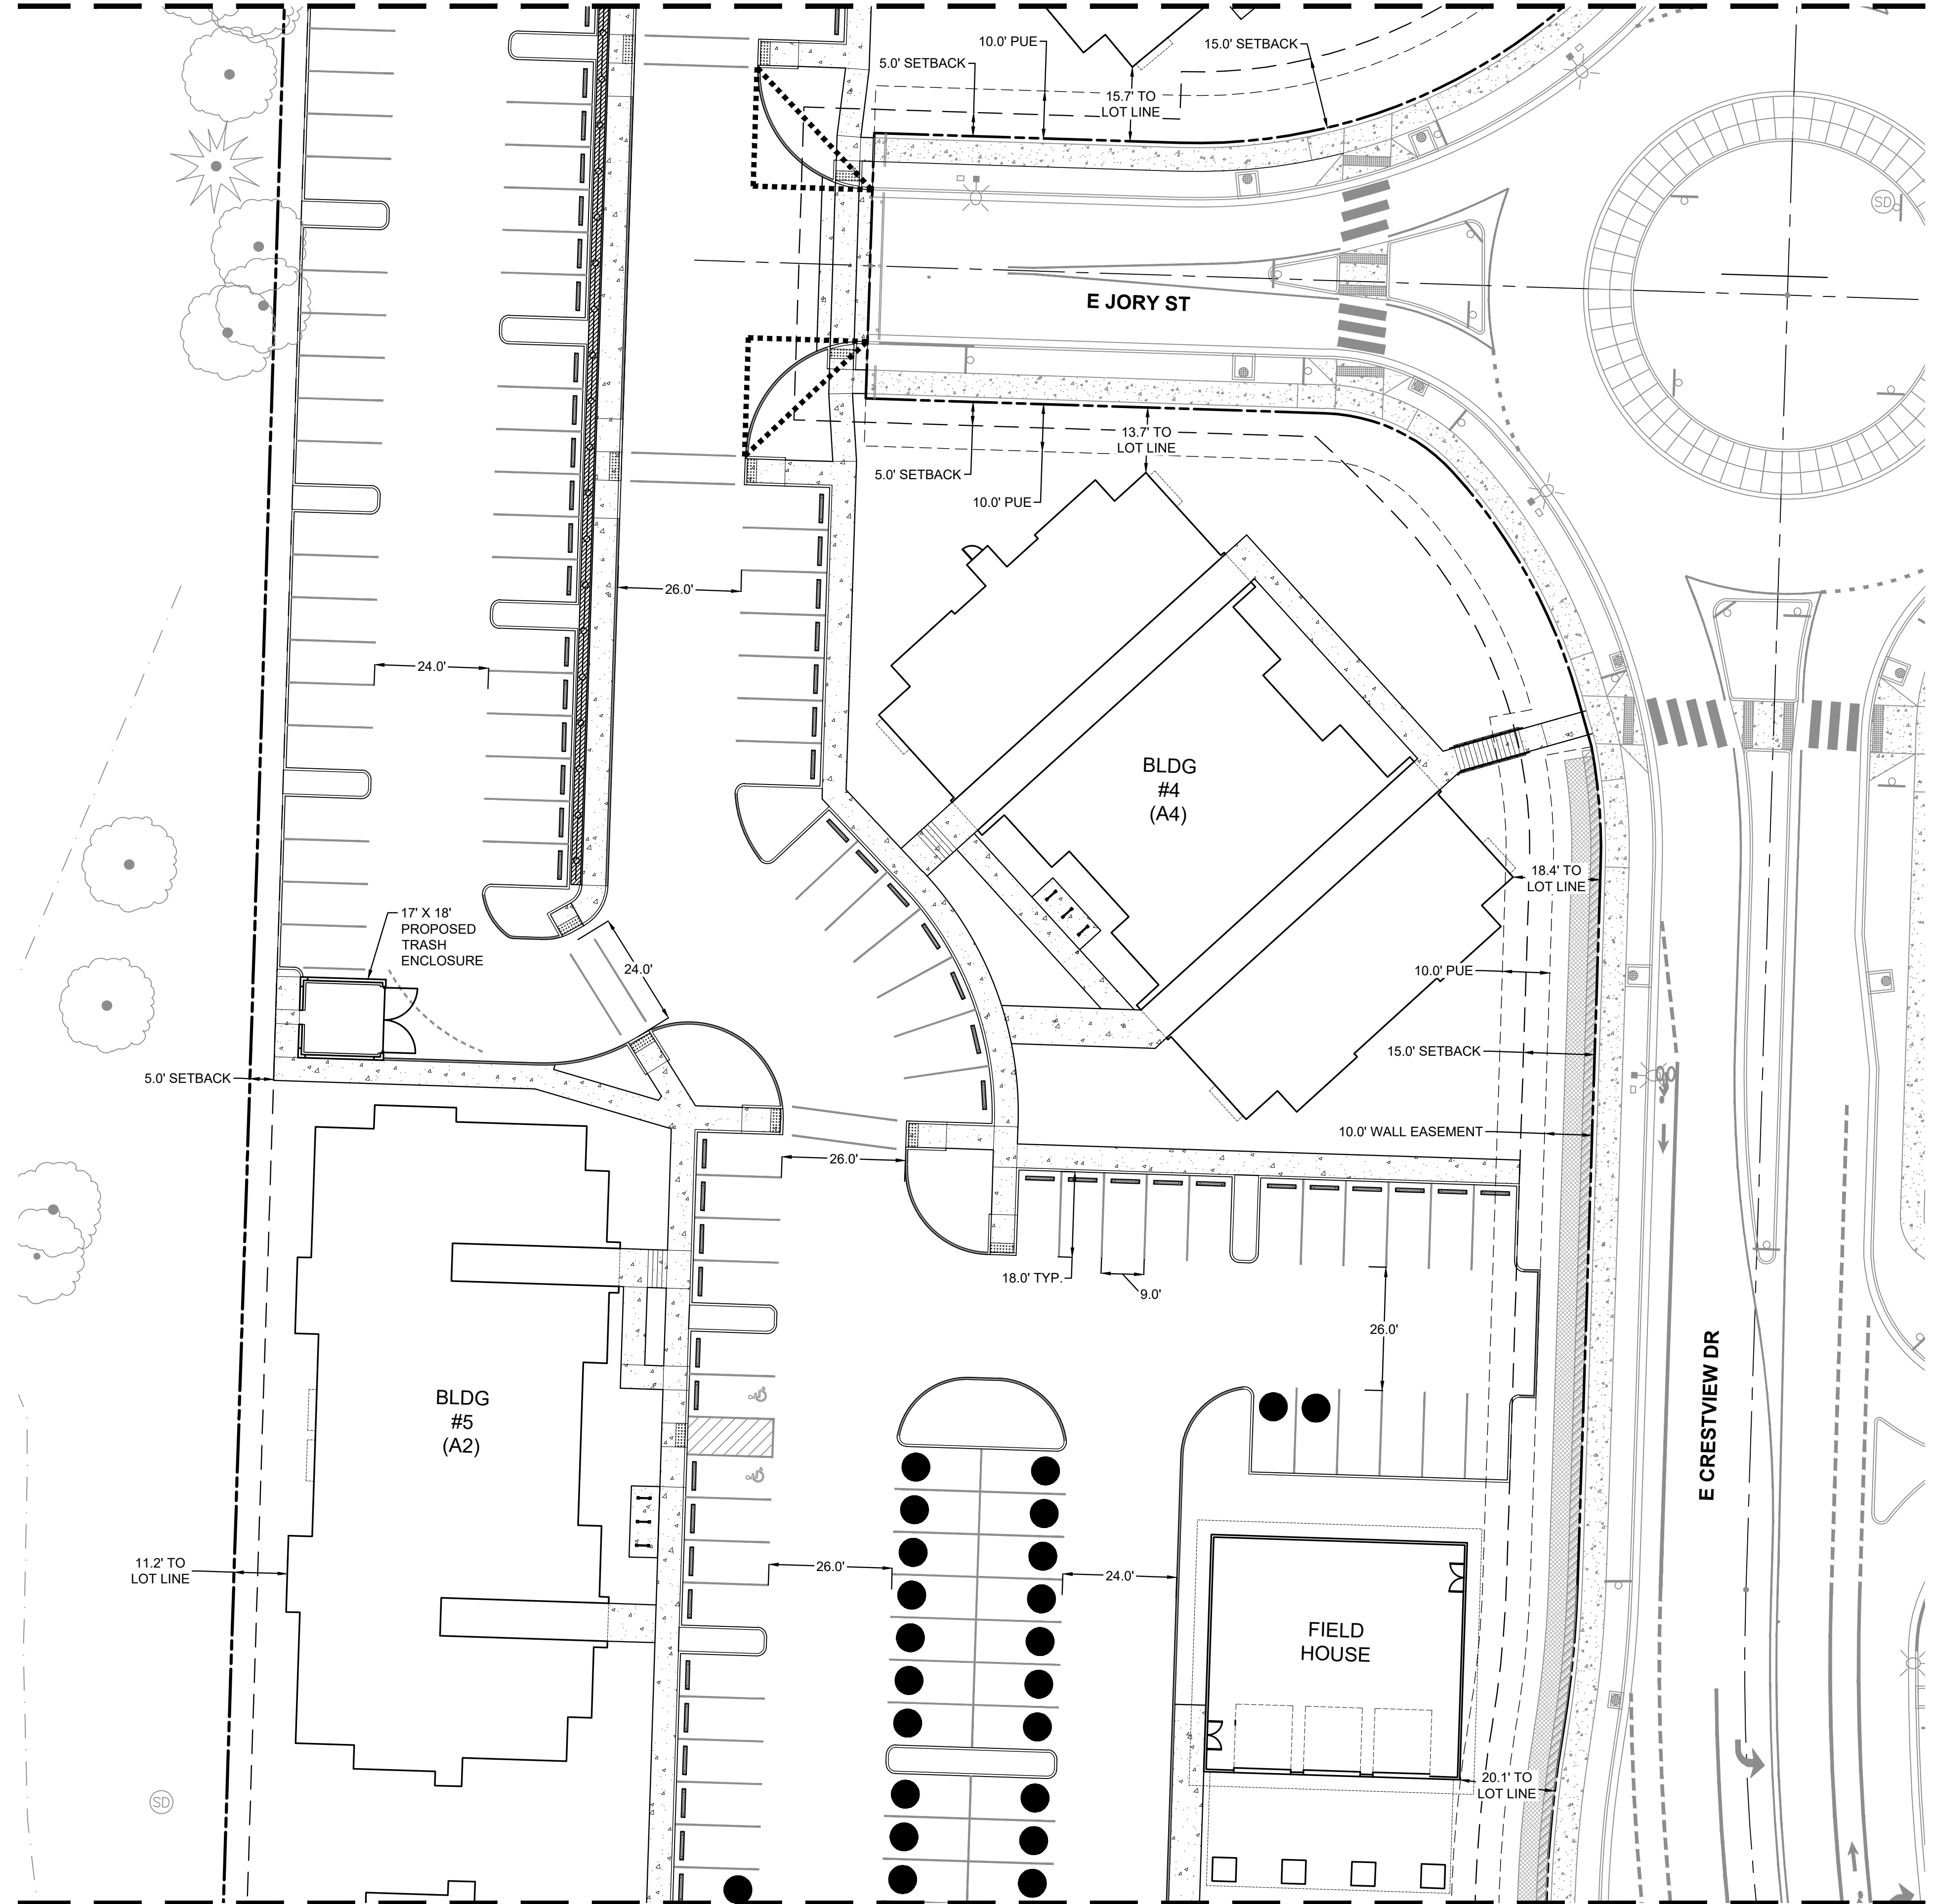 10.0' PUE
15.0' SETBACK
5.0' SETBACK
15.7' TO
LOT LINE
SD
E JORY ST
13.7' TO
LOT LINE
5.0' SETBACK
10.0' PUE
26.0'
24.0'
BLDG
#4
(A4)
18.4' TO
LOT LINE
17' X 18'
PROPOSED
TRASH
ENCLOSURE
24.0'
10.0' PUE
15.0' SETBACK
5.0' SETBACK
10.0' WALL EASEMENT
26.0'
18.0' TYP.
9.0'
26.0'
E CRESTVIEW DR
BLDG
#5
(A2)
11.2' TO
LOT LINE
26.0'
24.0'
FIELD
HOUSE
20.1' TO
LOT LINE
SD